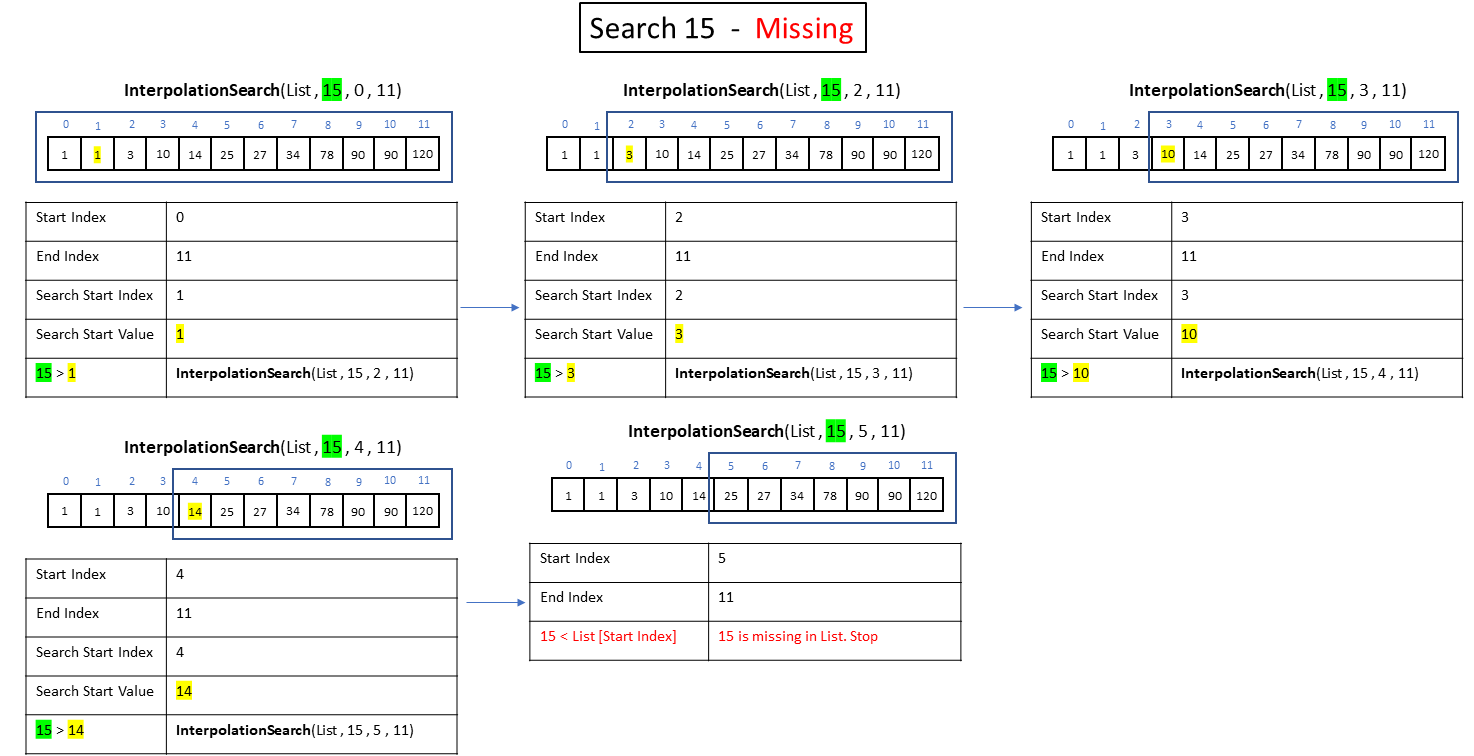 Search 15 - Missing
InterpolationSearch(List , 15 , 0 , 11)
0 1 2 3 4 5 6 7 8 9 10 11
1 1 3 10 14 25 27 34 78 90 90 120
Start Index 0
End Index 11
Search Start Index 1
Search Start Value 1
15 > 1 InterpolationSearch(List , 15 , 2 , 11)
InterpolationSearch(List , 15 , 2 , 11)
0 1 2 3 4 5 6 7 8 9 10 11
1 1 3 10 14 25 27 34 78 90 90 120
Start Index 2
End Index 11
Search Start Index 2
Search Start Value 3
15 > 3 InterpolationSearch(List , 15 , 3 , 11)
InterpolationSearch(List , 15 , 3 , 11)
0 1 2 3 4 5 6 7 8 9 10 11
1 1 3 10 14 25 27 34 78 90 90 120
Start Index 3
End Index 11
Search Start Index 3
Search Start Value 10
15 > 10 InterpolationSearch(List , 15 , 4 , 11)
InterpolationSearch(List , 15 , 4 , 11)
0 1 2 3 4 5 6 7 8 9 10 11
1 1 3 10 14 25 27 34 78 90 90 120
Start Index 4
End Index 11
Search Start Index 4
Search Start Value 14
15 > 14 InterpolationSearch(List , 15 , 5 , 11)
InterpolationSearch(List , 15 , 5 , 11)
0 1 2 3 4 5 6 7 8 9 10 11
1 1 3 10 14 25 27 34 78 90 90 120
Start Index 5
End Index 11
15 < List [Start Index] 15 is missing in List. Stop